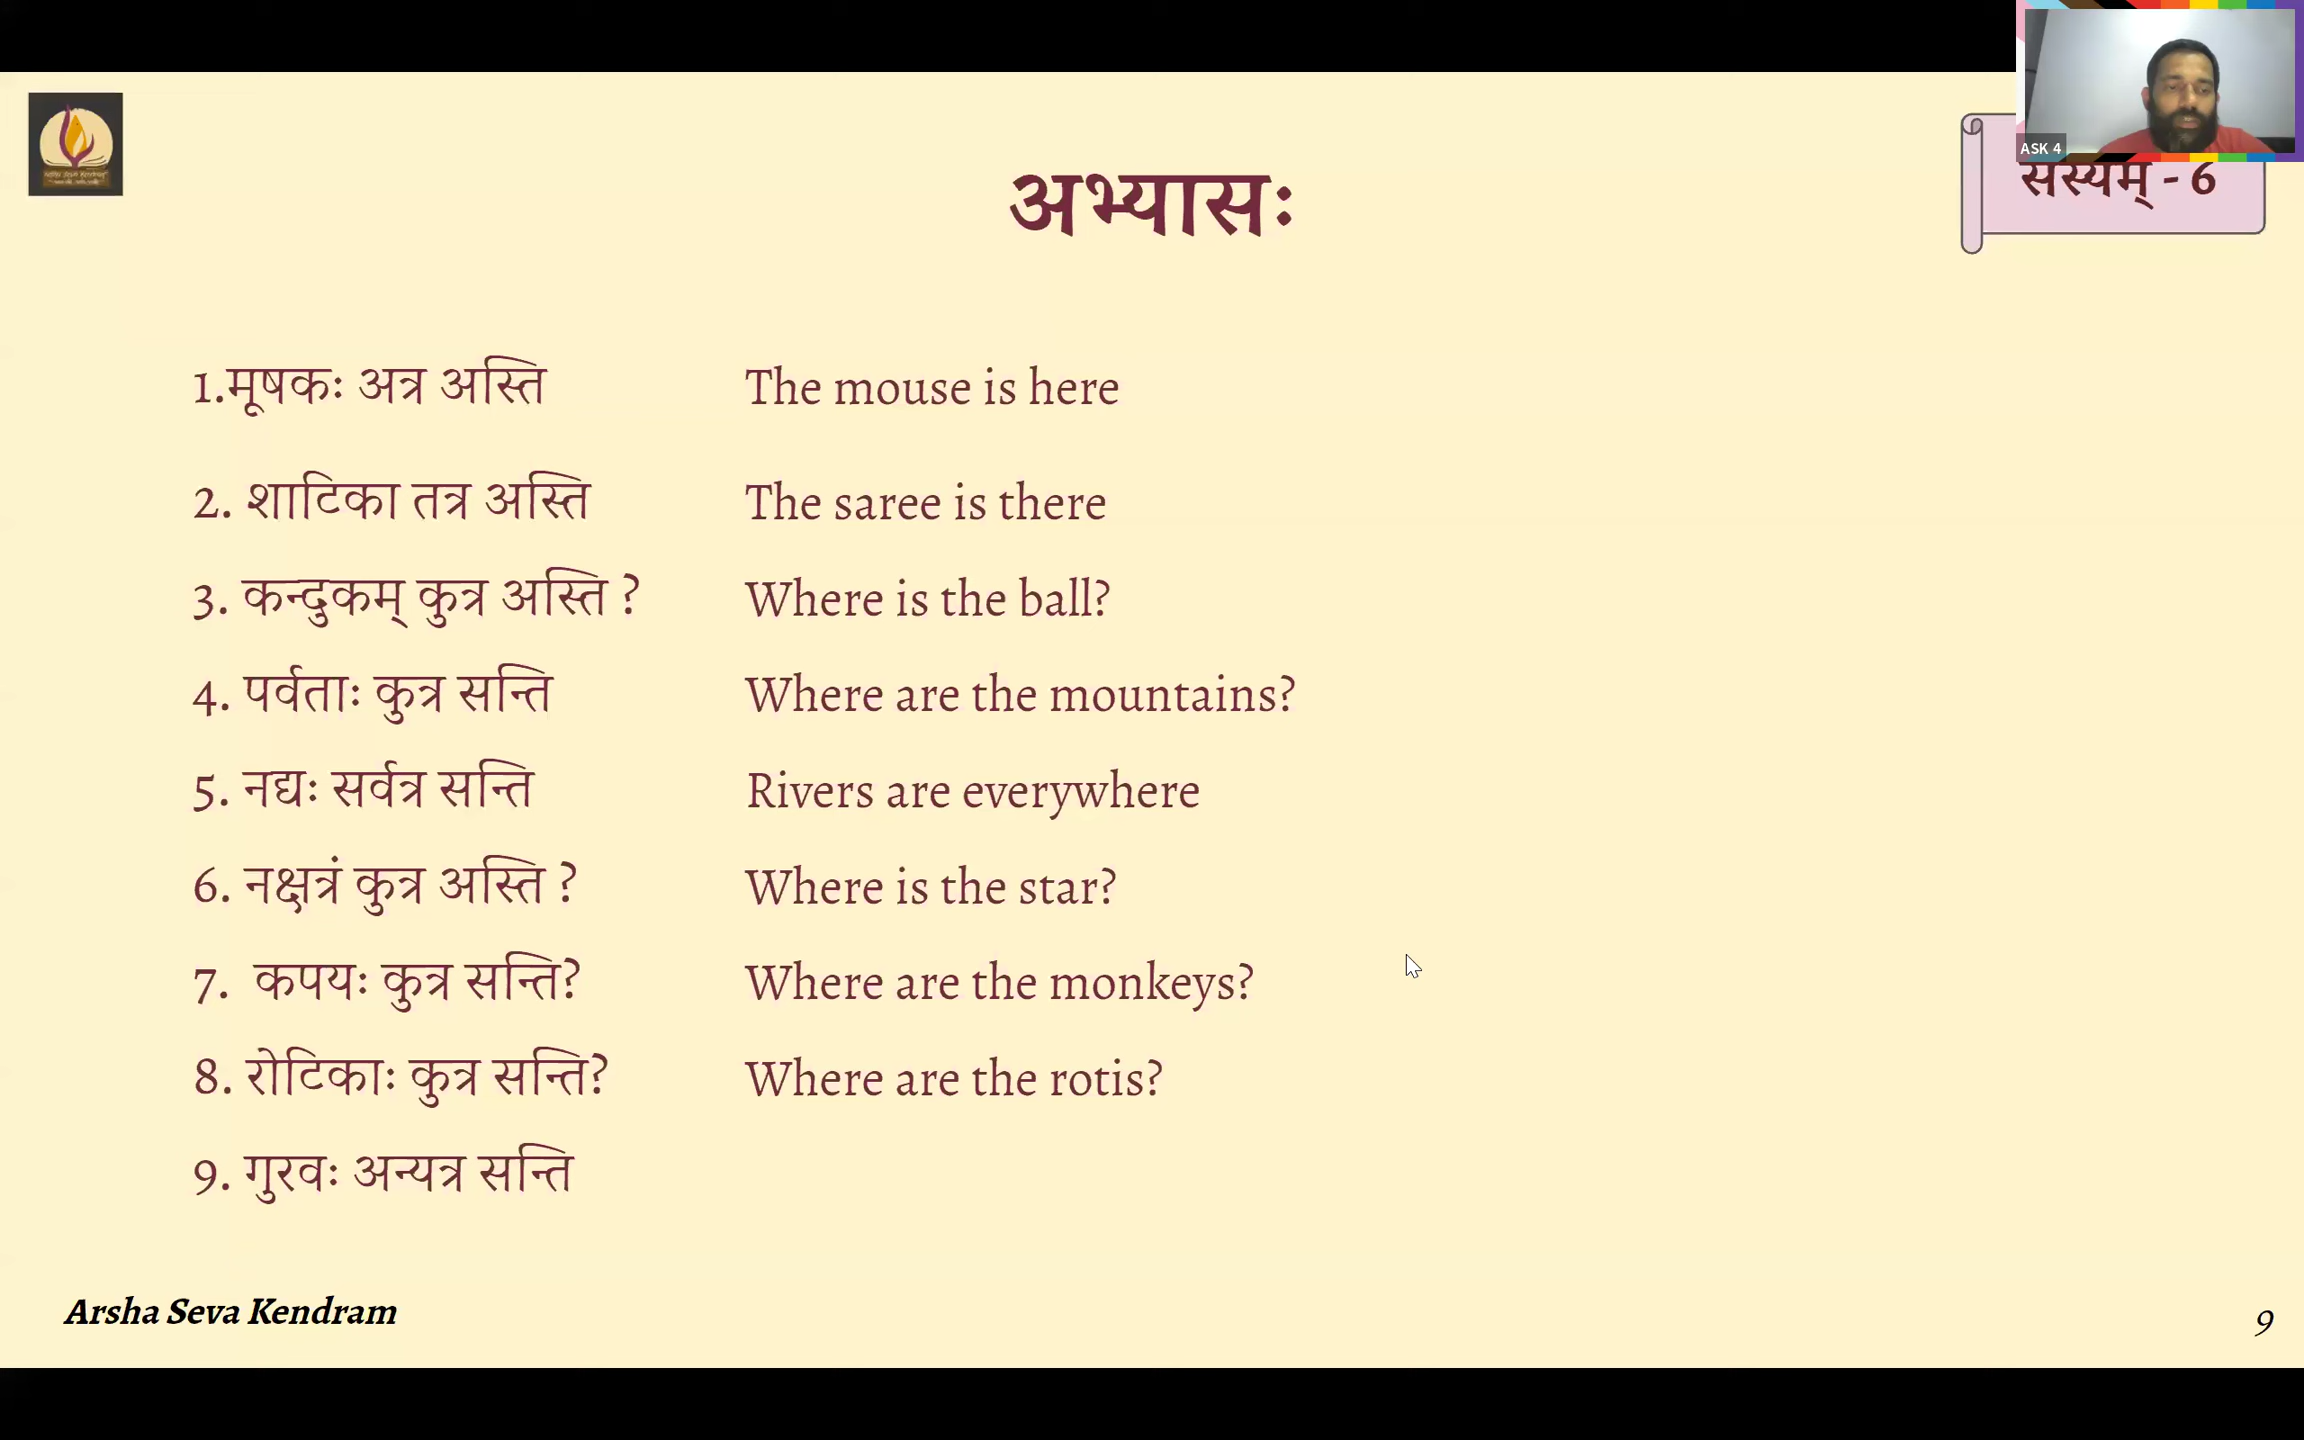 ASK 4
सस्यम् - 6
अभ्यासः
1.मूषकः अत्र अस्ति The mouse is here
2. शाटिका तत्र अस्ति The saree is there
3. कन्दुकम् कुत्र अस्ति ? Where is the ball?
4. पर्वताः कुत्र सन्ति Where are the mountains?
5. नद्यः सर्वत्र सन्ति Rivers are everywhere
6. नक्षत्रं कुत्र अस्ति ? Where is the star?
7. कपयः कुत्र सन्ति? Where are the monkeys?
8. रोटिकाः कुत्र सन्ति? Where are the rotis?
9. गुरवः अन्यत्र सन्ति
Arsha Seva Kendram
9